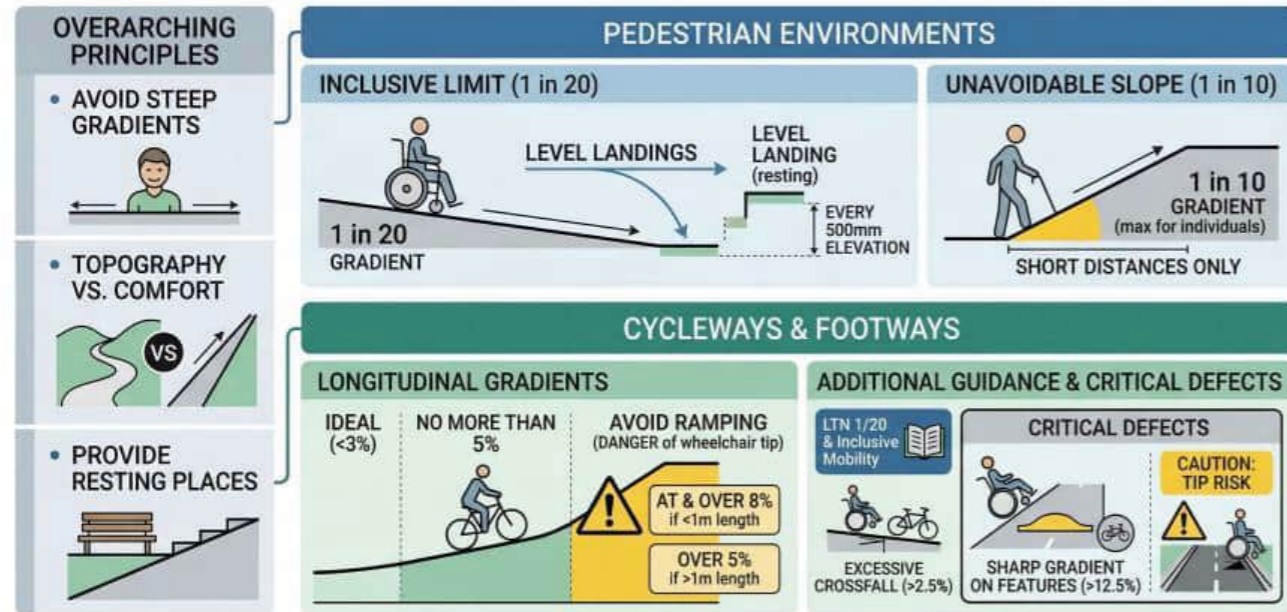 OVERARCHING
PRINCIPLES
• AVOID STEEP
GRADIENTS
• TOPOGRAPHY
VS. COMFORT
VS
• PROVIDE
RESTING PLACES
PEDESTRIAN ENVIRONMENTS
INCLUSIVE LIMIT (1 in 20)
LEVEL LANDINGS
LEVEL
LANDING
(resting)
EVERY
500mm
ELEVATION
1 in 20
GRADIENT
UNAVOIDABLE SLOPE (1 in 10)
1 in 10
GRADIENT
(max for individuals)
SHORT DISTANCES ONLY
CYCLEWAYS & FOOTWAYS
LONGITUDINAL GRADIENTS
IDEAL
(<3%)
NO MORE THAN
5%
AVOID RAMPING
(DANGER of wheelchair tip)
AT & OVER 8%
if <1m length
OVER 5%
if >1m length
ADDITIONAL GUIDANCE & CRITICAL DEFECTS
LTN 1/20
& Inclusive
Mobility
EXCESSIVE
CROSSFALL (>2.5%)
CRITICAL DEFECTS
SHARP GRADIENT
ON FEATURES (>12.5%)
CAUTION:
TIP RISK